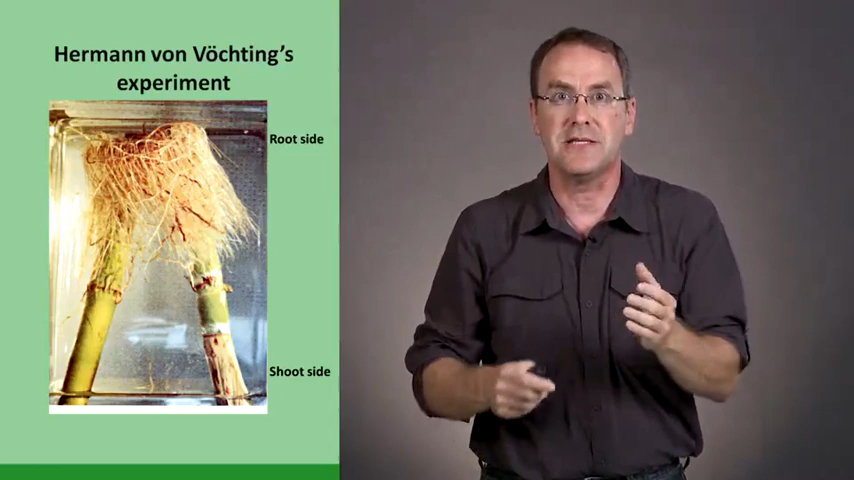 Hermann von Vöchting’s
experiment
Root side
Shoot side